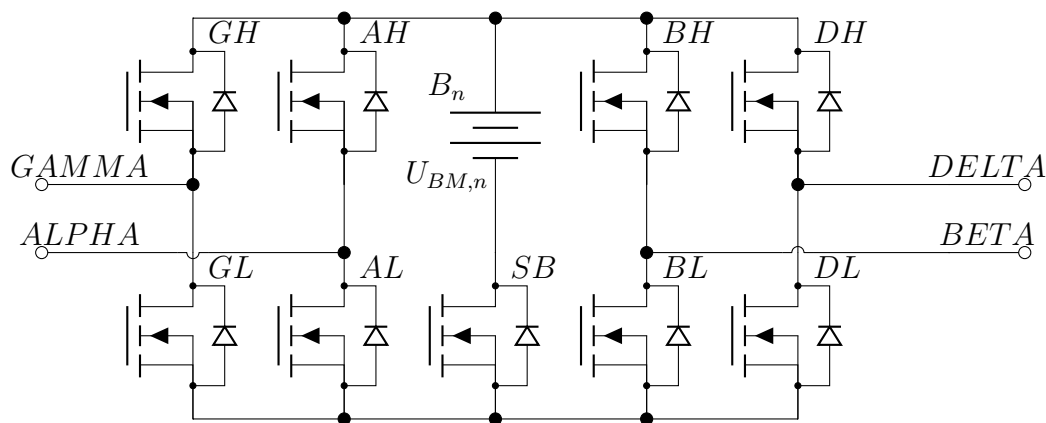 GH AH BH DH
B_n
GAMMA U_{BM,n} DELTA
ALPHA BETA
GL AL SB BL DL